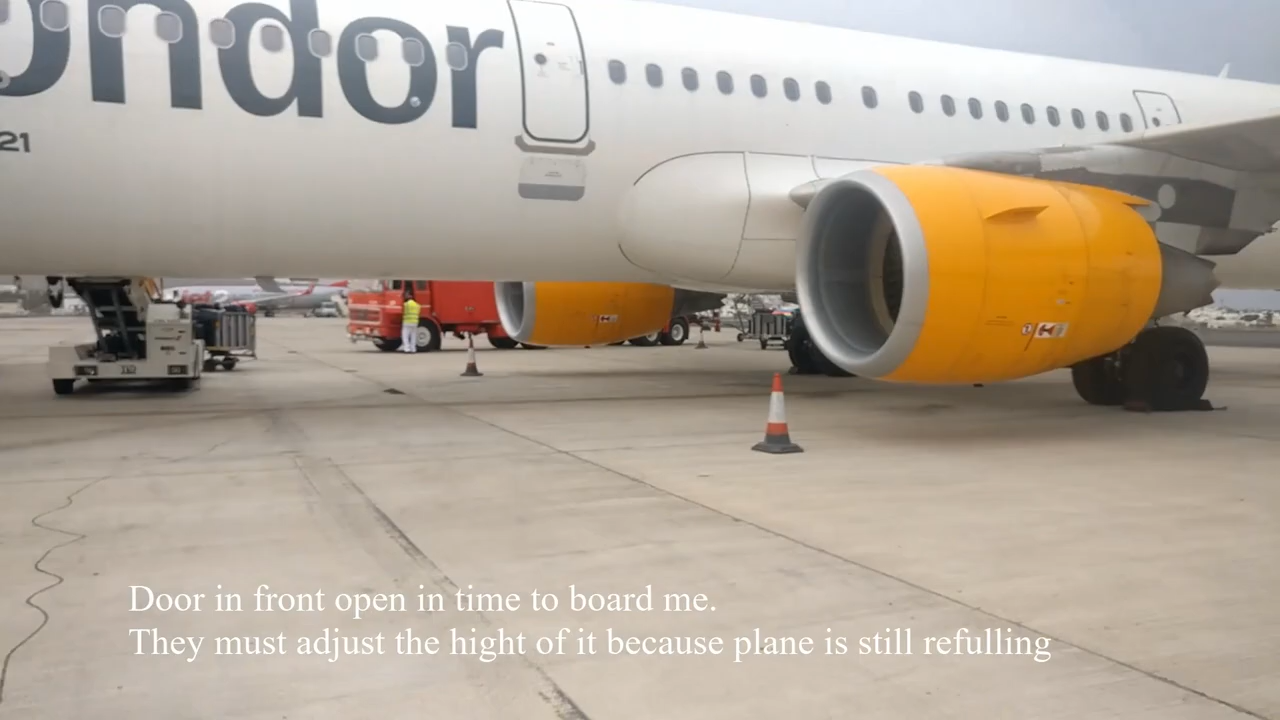 ondor
21
Door in front open in time to board me.
They must adjust the hight of it because plane is still refulling